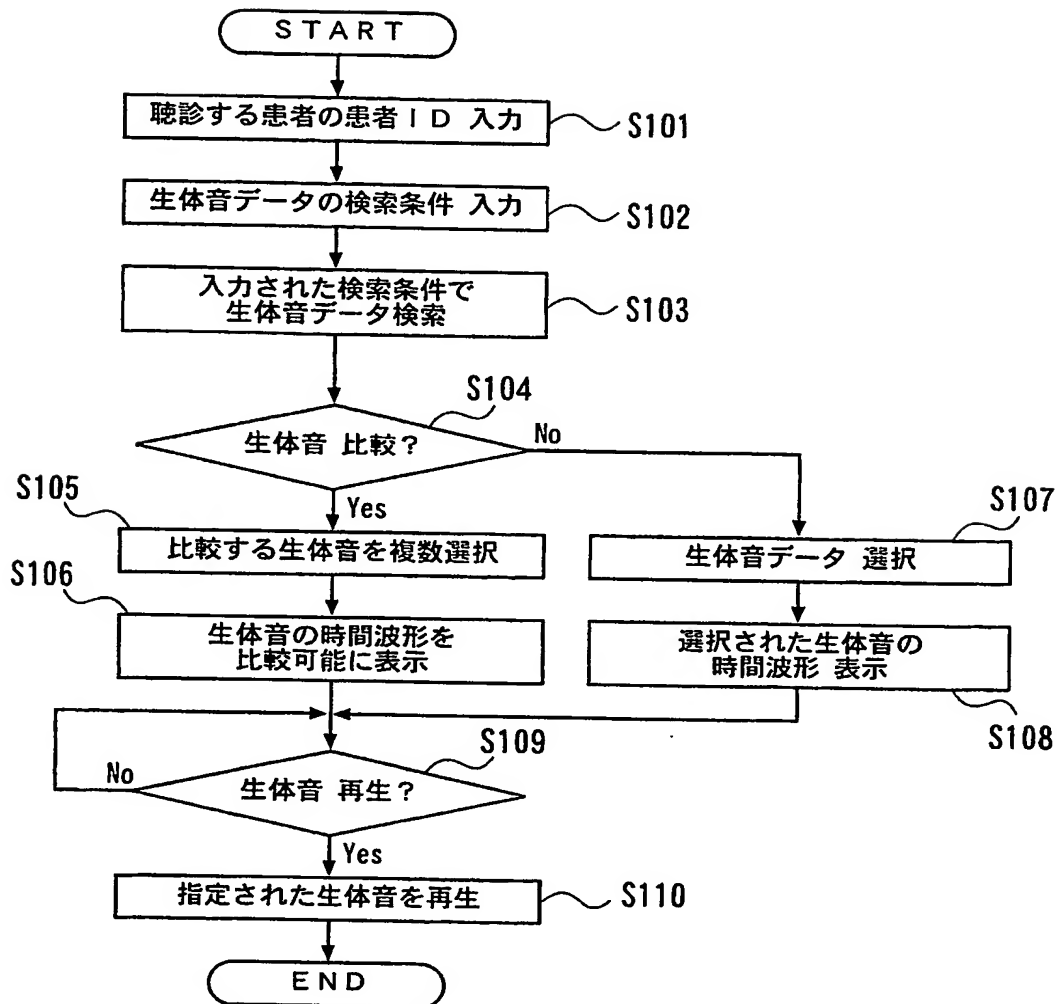 START
聴診する患者の患者ID 入力
S101
生体音データの検索条件 入力
S102
入力された検索条件で
生体音データ検索
S103
S104
生体音 比較?
No
Yes
S105
比較する生体音を複数選択
S107
生体音データ 選択
S106
生体音の時間波形を
比較可能に表示
選択された生体音の
時間波形 表示
S108
S109
生体音 再生?
No
Yes
指定された生体音を再生
S110
END